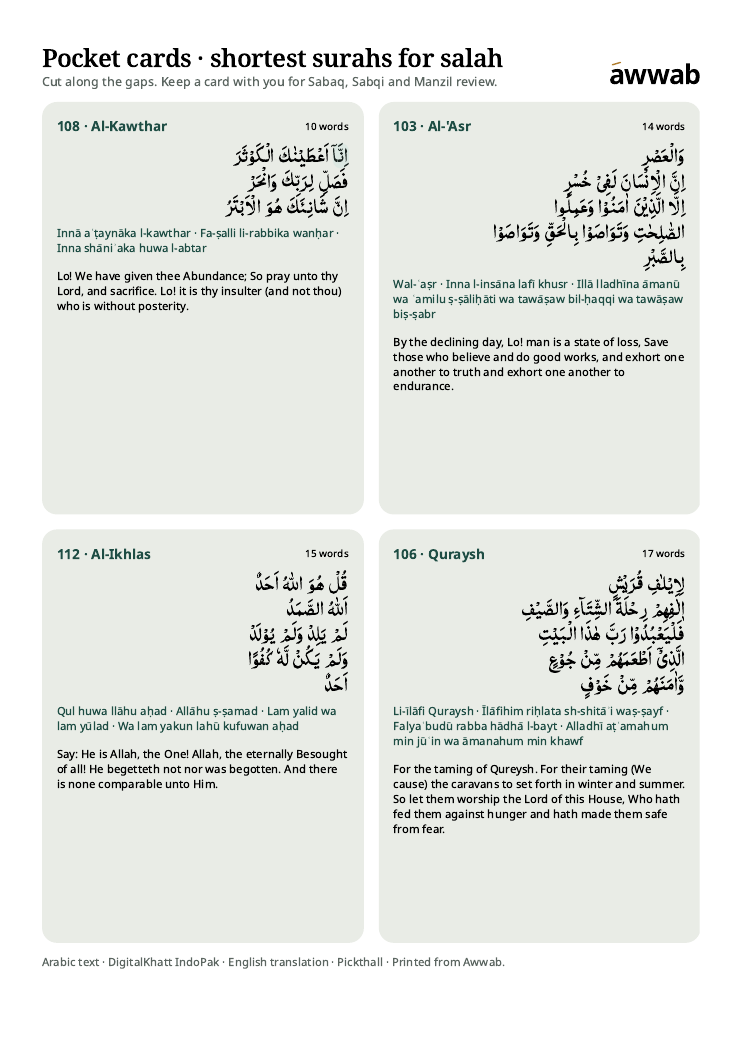 Pocket cards · shortest surahs for salah
Cut along the gaps. Keep a card with you for Sabaq, Sabqi and Manzil review.
awwab
108 · Al-Kawthar
10 words
اِنَّاۤ اَعْطَيْنٰكَ الْكَوْثَرَ
فَصَلِّ لِرَبِّكَ وَانْحَرْ
اِنَّ شَانِئَكَ هُوَ الْاَبْتَرُ
Innā aʿṭaynāka l-kawthar · Fa-ṣalli li-rabbika wanḥar ·
Inna shāniʾaka huwa l-abtar
Lo! We have given thee Abundance; So pray unto thy
Lord, and sacrifice. Lo! it is thy insulter (and not thou)
who is without posterity.
103 · Al-'Asr
14 words
وَالْعَصْرِ
اِنَّ الْاِنْسَانَ لَفِيْ خُسْرٍ
اِلَّا الَّذِيْنَ اٰمَنُوْا وَعَمِلُوا
الصّٰلِحٰتِ وَتَوَاصَوْا بِالْحَقِّ وَتَوَاصَوْا
بِالصَّبْرِ
Wal-ʿaṣr · Inna l-insāna lafī khusr · Illā lladhīna āmanū
wa ʿamilu ṣ-ṣāliḥāti wa tawāṣaw bil-ḥaqqi wa tawāṣaw
biṣ-ṣabr
By the declining day, Lo! man is a state of loss, Save
those who believe and do good works, and exhort one
another to truth and exhort one another to
endurance.
112 · Al-Ikhlas
15 words
قُلْ هُوَ اللّٰهُ اَحَدٌ
اَللّٰهُ الصَّمَدُ
لَمْ يَلِدْ وَلَمْ يُوْلَدْ
وَلَمْ يَكُنْ لَّهٗ كُفُوًا
اَحَدٌ
Qul huwa llāhu aḥad · Allāhu ṣ-ṣamad · Lam yalid wa
lam yūlad · Wa lam yakun lahū kufuwan aḥad
Say: He is Allah, the One! Allah, the eternally Besought
of all! He begetteth not nor was begotten. And there
is none comparable unto Him.
106 · Quraysh
17 words
لِاِيْلٰفِ قُرَيْشٍ
اٖلٰفِهِمْ رِحْلَةَ الشِّتَآءِ وَالصَّيْفِ
فَلْيَعْبُدُوْا رَبَّ هٰذَا الْبَيْتِ
الَّذِيْۤ اَطْعَمَهُمْ مِّنْ جُوْعٍ
وَّاٰمَنَهُمْ مِّنْ خَوْفٍ
Li-īlāfi Quraysh · Īlāfihim riḥlata sh-shitāʾi waṣ-ṣayf ·
Falyaʿbudū rabba hādhā l-bayt · Alladhī aṭʿamahum
min jūʿin wa āmanahum min khawf
For the taming of Qureysh. For their taming (We
cause) the caravans to set forth in winter and summer.
So let them worship the Lord of this House, Who hath
fed them against hunger and hath made them safe
from fear.
Arabic text · DigitalKhatt IndoPak · English translation · Pickthall · Printed from Awwab.